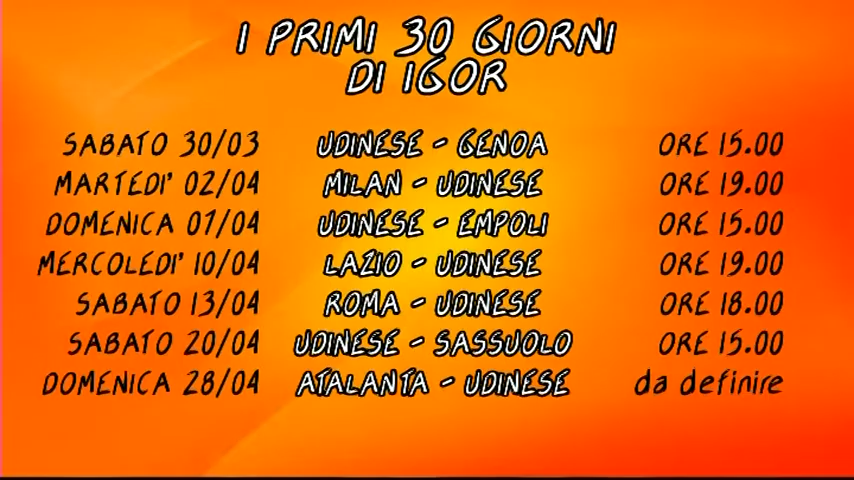 I PRIMI 30 GIORNI
DI IGOR
SABATO 30/03 UDINESE - GENOA ORE 15.00
MARTEDI' 02/04 MILAN - UDINESE ORE 19.00
DOMENICA 07/04 UDINESE - EMPOLI ORE 15.00
MERCOLEDI' 10/04 LAZIO - UDINESE ORE 19.00
SABATO 13/04 ROMA - UDINESE ORE 18.00
SABATO 20/04 UDINESE - SASSUOLO ORE 15.00
DOMENICA 28/04 ATALANTA - UDINESE da definire